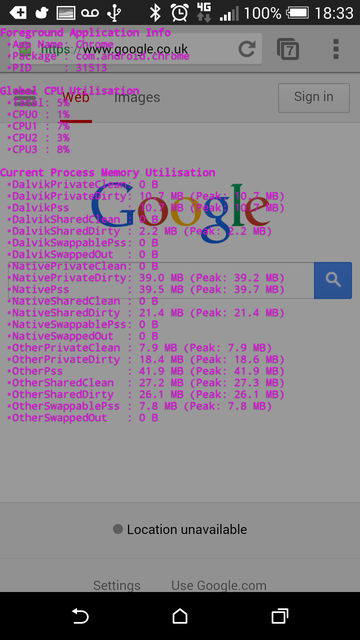 4G 100% 18:33
Foreground Application Info
App Name: Chrome
Package : com.android.chrome
PID : 31513
https://www.google.co.uk
7
Global CPU Utilisation
Total: 5%
CPU0 : 1%
CPU1 : 7%
CPU2 : 3%
CPU3 : 8%
Web Images Sign in
Google
Current Process Memory Utilisation
DalvikPrivateClean: 0 B
DalvikPrivateDirty: 10.7 MB (Peak: 10.7 MB)
DalvikPss : MB (Peak: MB)
DalvikSharedClean: 0 B
DalvikSharedDirty : 2.2 MB (Peak: 2.2 MB)
DalvikSwappablePss: 0 B
DalvikSwappedOut : 0 B
NativePrivateClean: 0 B
NativePrivateDirty: 39.0 MB (Peak: 39.2 MB)
NativePss : 39.5 MB (Peak: 39.7 MB)
NativeSharedClean : 0 B
NativeSharedDirty : 21.4 MB (Peak: 21.4 MB)
NativeSwappablePss: 0 B
NativeSwappedOut : 0 B
OtherPrivateClean : 7.9 MB (Peak: 7.9 MB)
OtherPrivateDirty : 18.4 MB (Peak: 18.6 MB)
OtherPss : 41.9 MB (Peak: 41.9 MB)
OtherSharedClean : 27.2 MB (Peak: 27.3 MB)
OtherSharedDirty : 26.1 MB (Peak: 26.1 MB)
OtherSwappablePss : 7.8 MB (Peak: 7.8 MB)
OtherSwappedOut : 0 B
Location unavailable
Settings Use Google.com